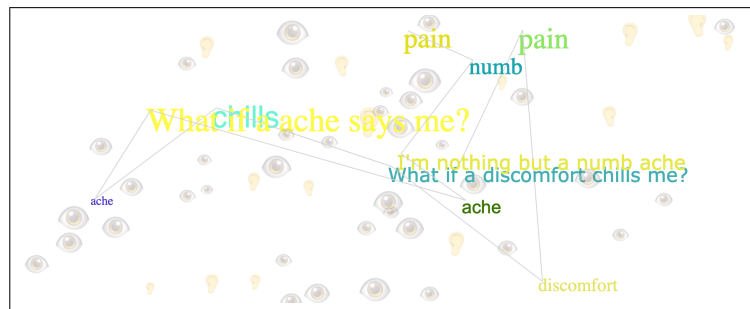 pain
pain
numb
chills
What if a ache says me?
I'm nothing but a numb ache
What if a discomfort chills me?
ache
ache
discomfort